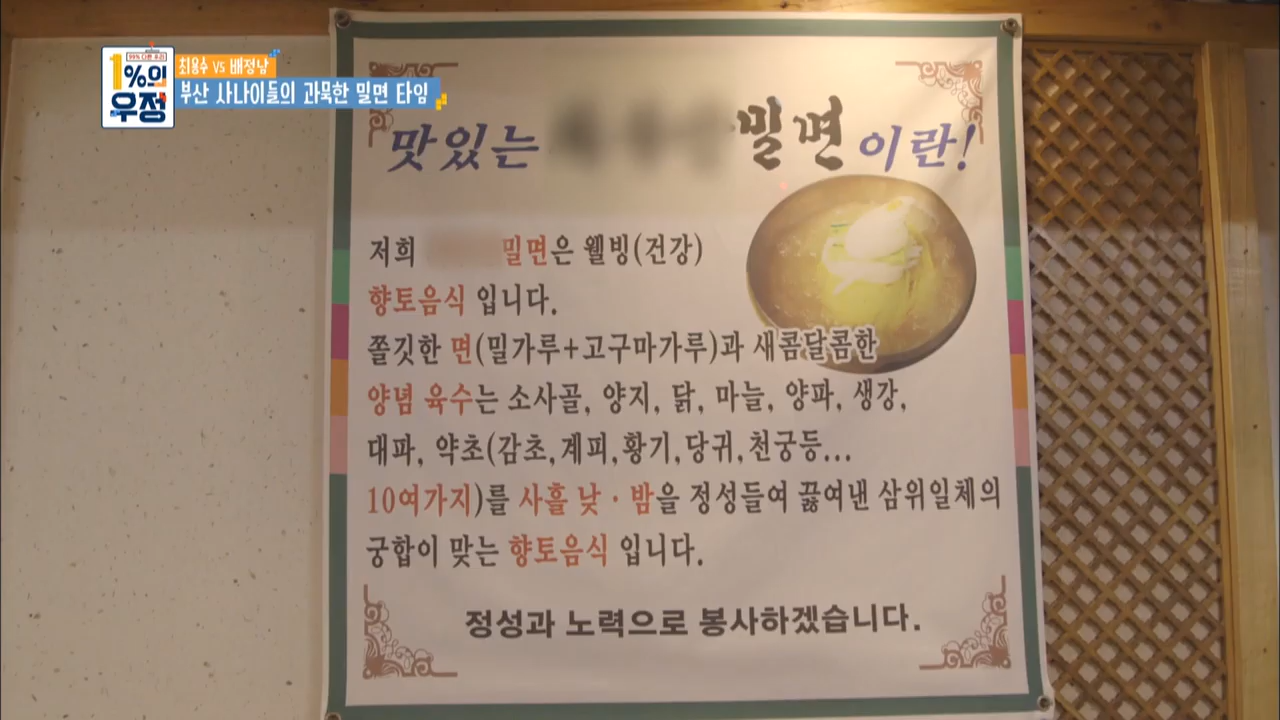 99% 다른 우리
1%의
우정
최용수 vs 배정남
부산 사나이들의 과묵한 밀면 타임
맛있는 밀면이란!
저희 밀면은 웰빙(건강)
향토음식 입니다.
쫄깃한 면(밀가루+고구마가루)과 새콤달콤한
양념 육수는 소사골, 양지, 닭, 마늘, 양파, 생강,
대파, 약초(감초,계피,황기,당귀,천궁등...
10여가지)를 사흘 낮·밤을 정성들여 끓여낸 삼위일체의
궁합이 맞는 향토음식 입니다.
정성과 노력으로 봉사하겠습니다.